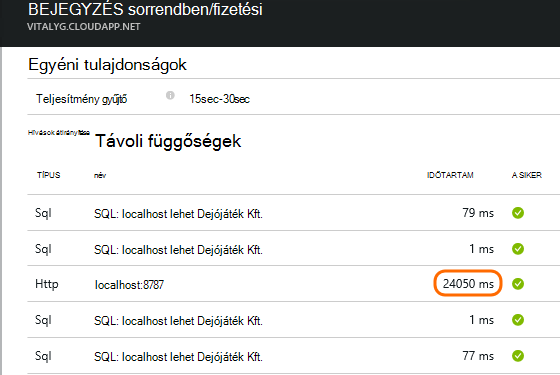 BEJEGYZÉS sorrendben/fizetési
VITALYG.CLOUDAPP.NET
Egyéni tulajdonságok
Teljesítmény gyűjtő 15sec-30sec
Hívások átirányítása Távoli függőségek
TÍPUS név IDŐTARTAM A SIKER
Sql SQL: localhost lehet Dejójáték Kft. 79 ms
Sql SQL: localhost lehet Dejójáték Kft. 1 ms
Http localhost:8787 24050 ms
Sql SQL: localhost lehet Dejójáték Kft. 1 ms
Sql SQL: localhost lehet Dejójáték Kft. 77 ms